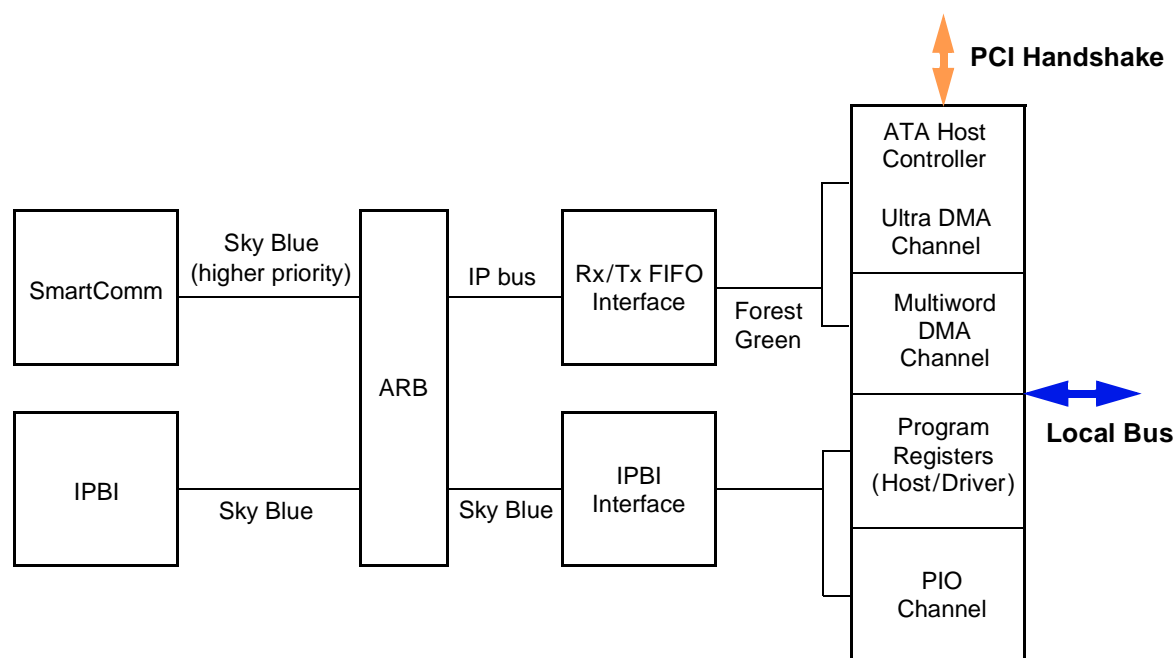 PCI Handshake
ATA Host
Controller
Ultra DMA
Channel
Sky Blue
(higher priority)
SmartComm
IP bus
Rx/Tx FIFO
Interface
Forest
Green
Multiword
DMA
Channel
ARB
Local Bus
Program
Registers
(Host/Driver)
IPBI
Sky Blue
Sky Blue
IPBI
Interface
PIO
Channel